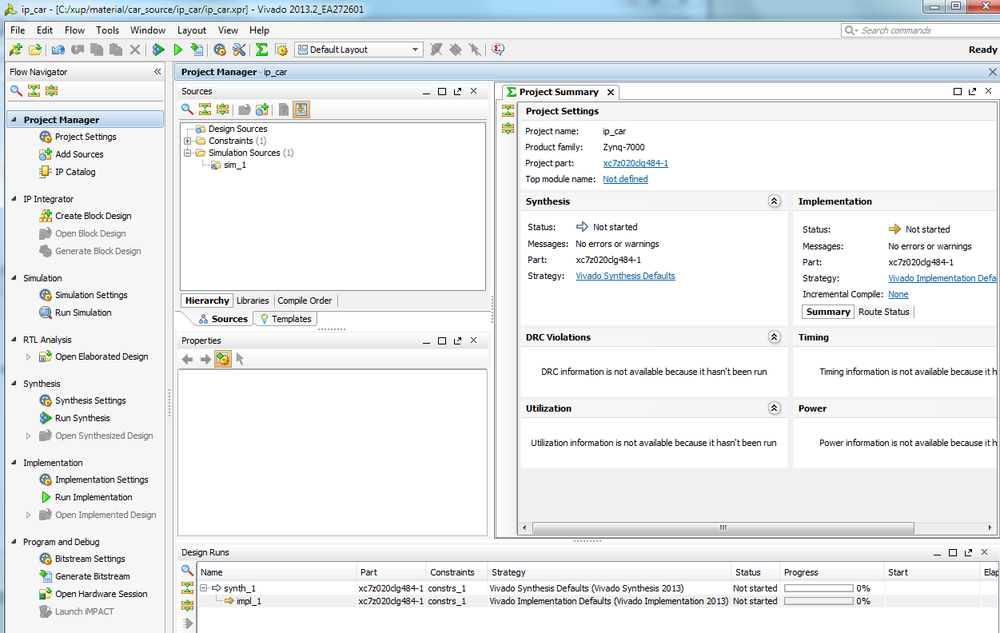 ip_car - [C:/xup/material/car_source/ip_car/ip_car.xpr] - Vivado 2013.2_EA272601
File Edit Flow Tools Window Layout View Help
Search commands
Default Layout
Ready
Flow Navigator
Project Manager
Project Settings
Add Sources
IP Catalog
IP Integrator
Create Block Design
Open Block Design
Generate Block Design
Simulation
Simulation Settings
Run Simulation
RTL Analysis
Open Elaborated Design
Synthesis
Synthesis Settings
Run Synthesis
Open Synthesized Design
Implementation
Implementation Settings
Run Implementation
Open Implemented Design
Program and Debug
Bitstream Settings
Generate Bitstream
Open Hardware Session
Launch iMPACT
Project Manager - ip_car
Sources
Design Sources
Constraints (1)
Simulation Sources (1)
sim_1
Hierarchy Libraries Compile Order
Sources Templates
Properties
Project Summary
Project Settings
Project name: ip_car
Product family: Zynq-7000
Project part: xc7z020clg484-1
Top module name: Not defined
Synthesis
Status: Not started
Messages: No errors or warnings
Part: xc7z020clg484-1
Strategy: Vivado Synthesis Defaults
Implementation
Status: Not started
Messages: No errors or warnings
Part: xc7z020clg484-1
Strategy: Vivado Implementation Defa
Incremental Compile: None
Summary Route Status
DRC Violations
DRC information is not available because it hasn't been run
Timing
Timing information is not available because it h
Utilization
Utilization information is not available because it hasn't been run
Power
Power information is not available because it h
Design Runs
Name Part Constraints Strategy Status Progress Start Elap
synth_1 xc7z020clg484-1 constrs_1 Vivado Synthesis Defaults (Vivado Synthesis 2013) Not started 0%
impl_1 xc7z020clg484-1 constrs_1 Vivado Implementation Defaults (Vivado Implementation 2013) Not started 0%